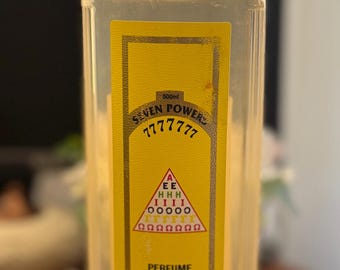 500ml
SEVEN POWERS
7777777
A
EE
HHH
IIII
OOOOO
PERFUME